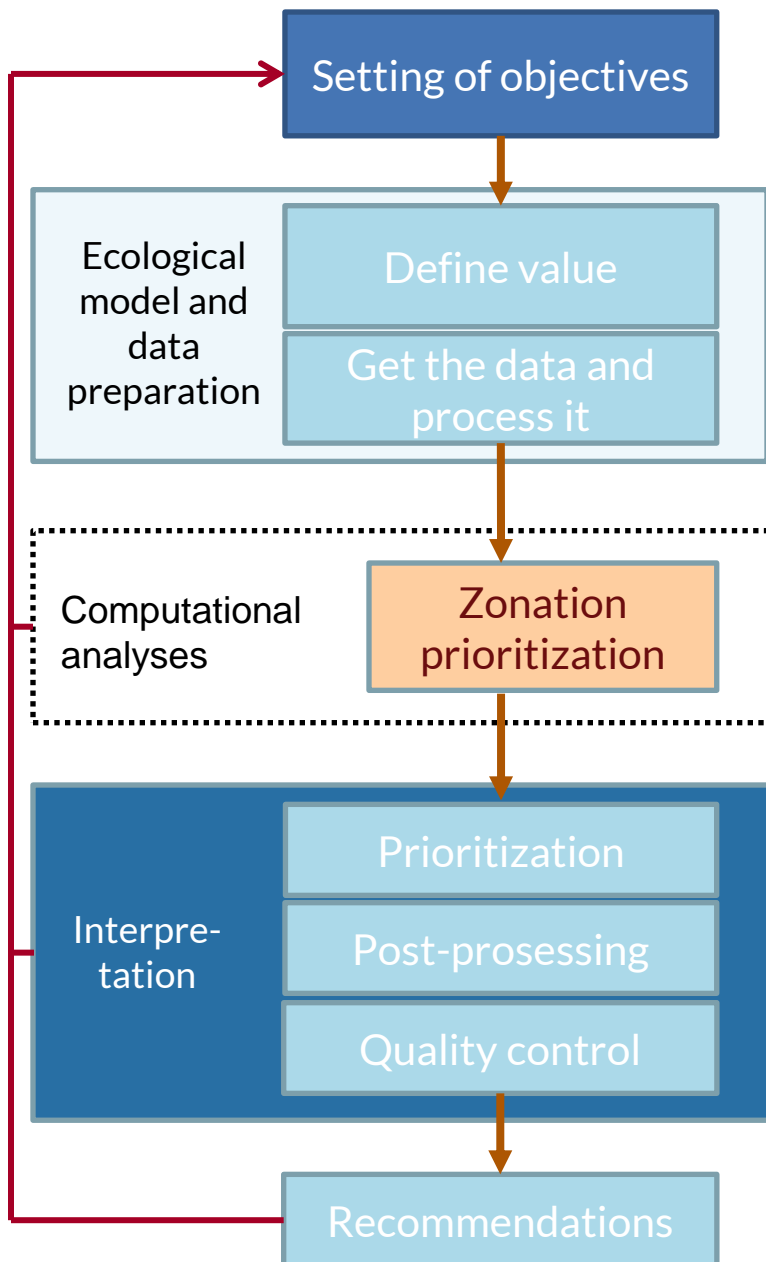 Setting of objectives
Ecological
model and
data
preparation
Define value
Get the data and
process it
Computational
analyses
Zonation
prioritization
Interpre-
tation
Prioritization
Post-prosessing
Quality control
Recommendations